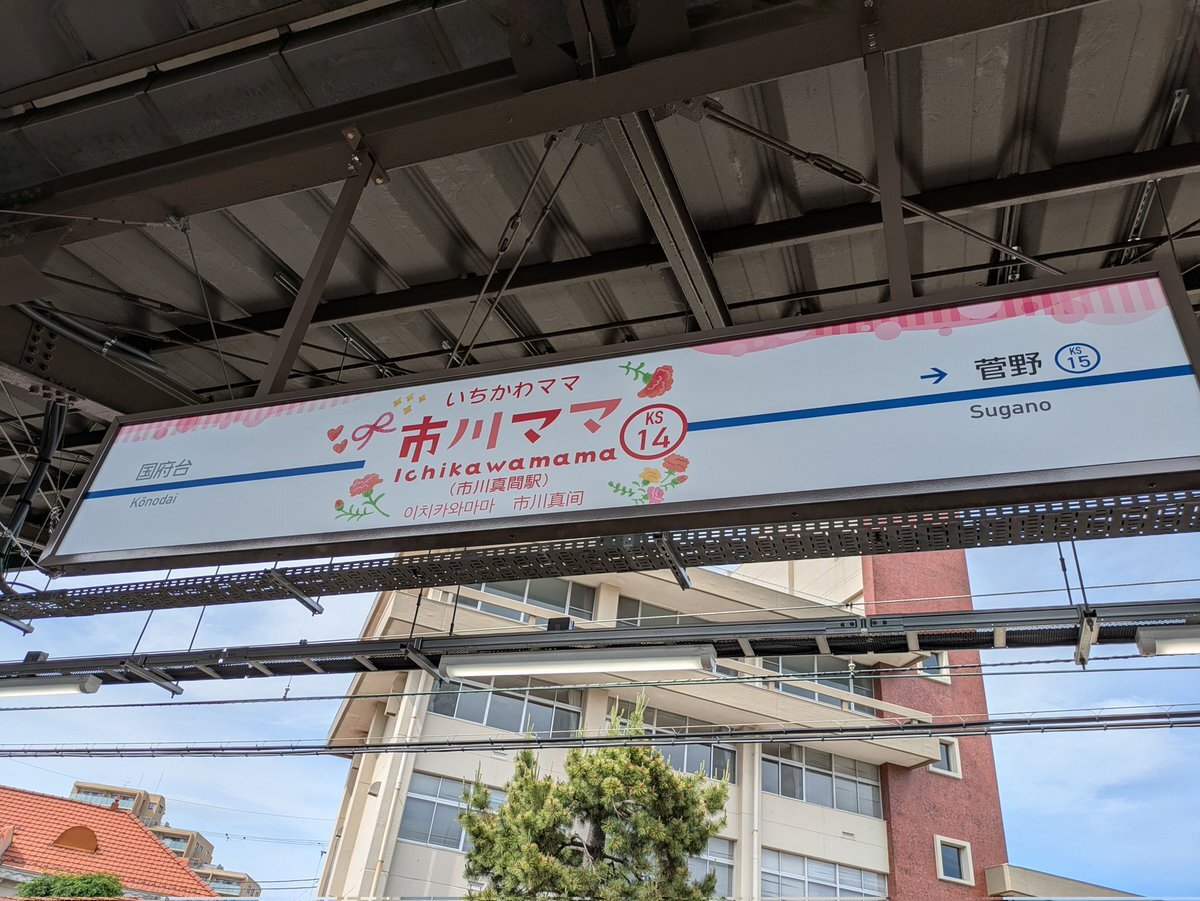 国府台
Kōnodai
いちかわママ
市川ママ
KS
14
Ichikawamama
(市川真間駅)
이치카와마마 市川真间
→ 菅野
KS
15
Sugano